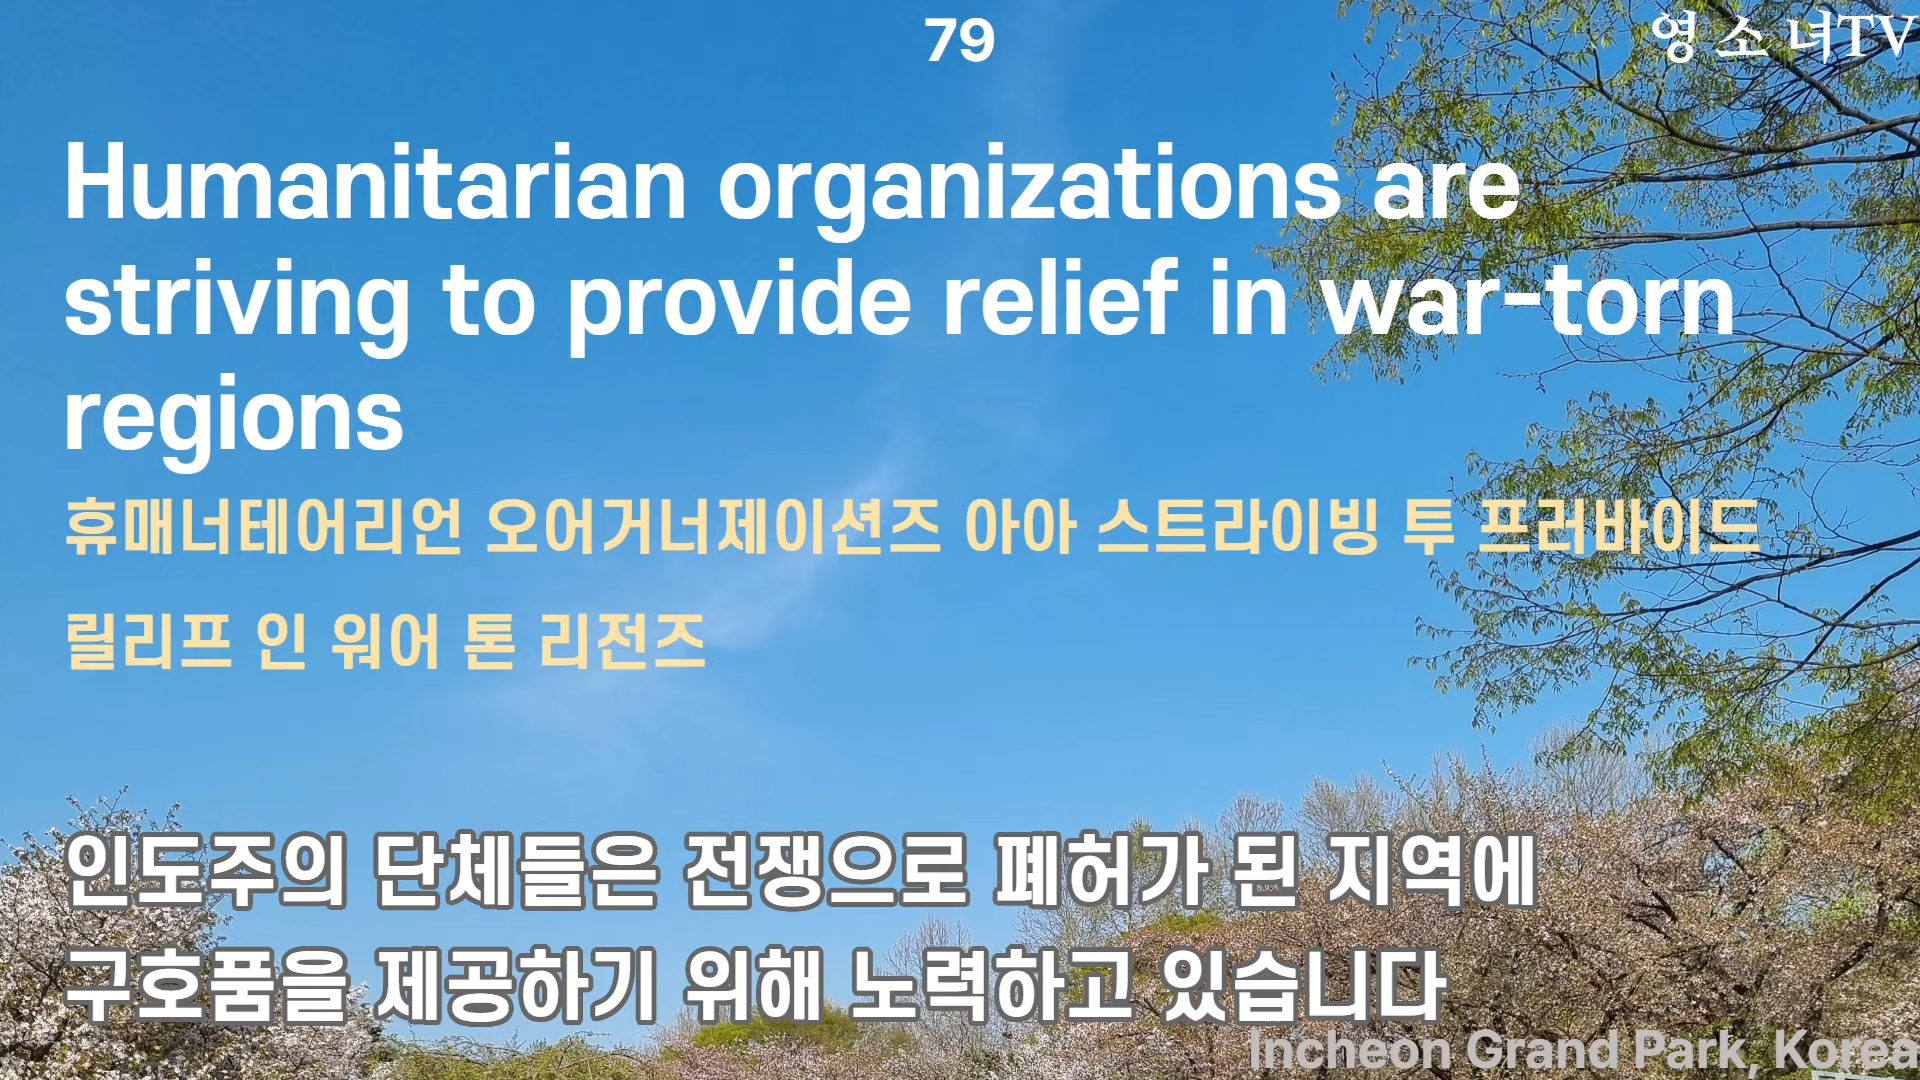 79
영 소 녀TV
Humanitarian organizations are
striving to provide relief in war-torn
regions
휴매너테어리언 오어거너제이션즈 아아 스트라이빙 투 프러바이드
릴리프 인 워어 톤 리전즈
인도주의 단체들은 전쟁으로 폐허가 된 지역에
구호품을 제공하기 위해 노력하고 있습니다
Incheon Grand Park, Korea